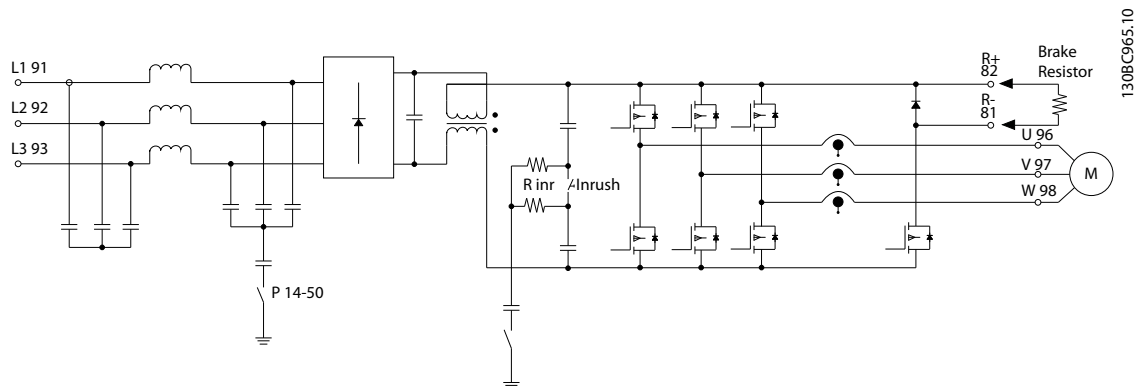 130BC965.10
L1 91
L2 92
L3 93
P 14-50
R inr
Inrush
R+
82
Brake
Resistor
R-
81
U 96
V 97
W 98
M